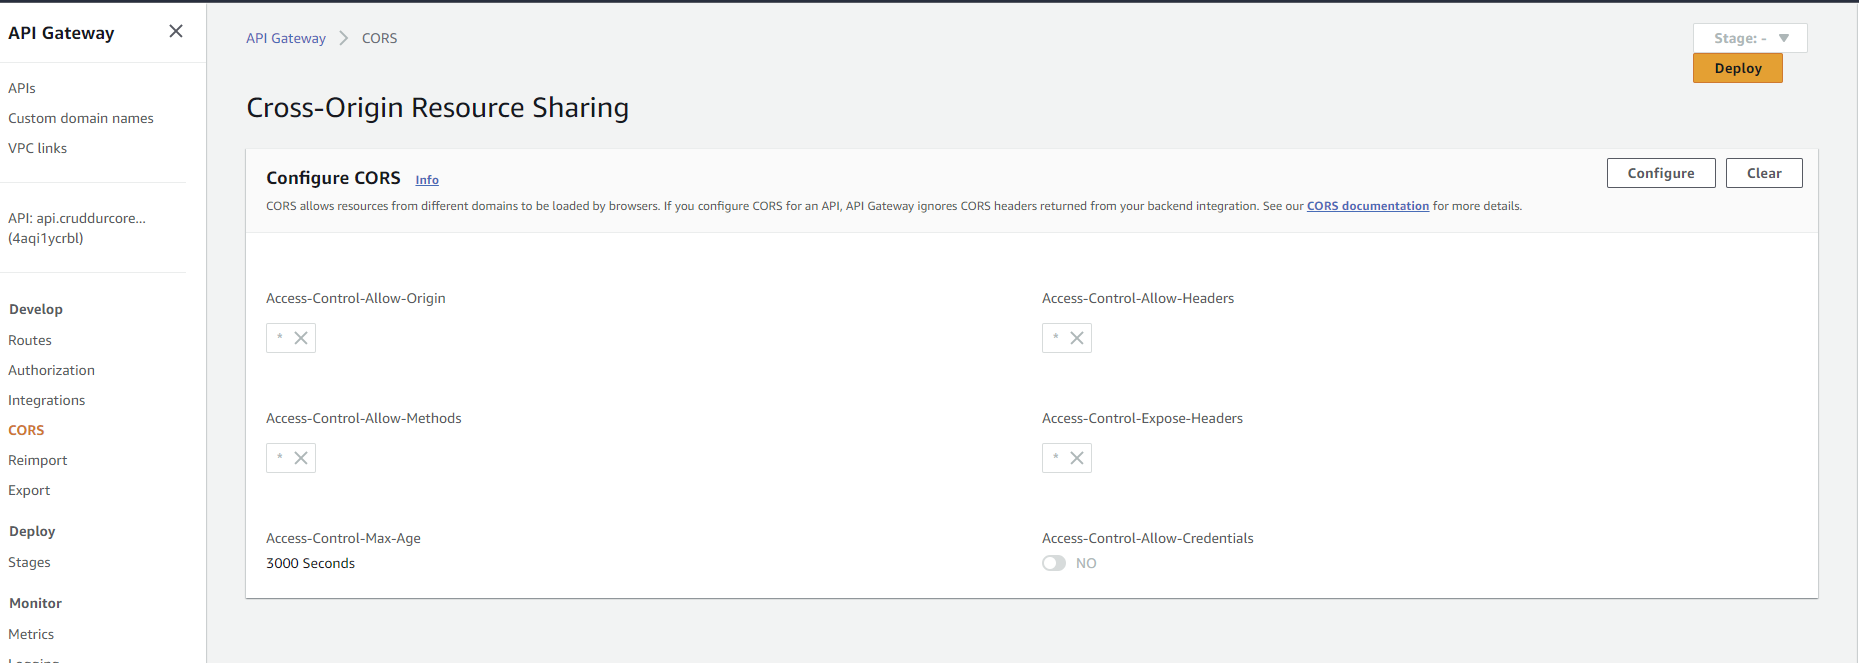 API Gateway
APIs
Custom domain names
VPC links
API: api.cruddurcore...
(4aqi1ycrbl)
Develop
Routes
Authorization
Integrations
CORS
Reimport
Export
Deploy
Stages
Monitor
Metrics
Logging
API Gateway > CORS
Stage: -
Deploy
Cross-Origin Resource Sharing
Configure CORS Info
Configure
Clear
CORS allows resources from different domains to be loaded by browsers. If you configure CORS for an API, API Gateway ignores CORS headers returned from your backend integration. See our CORS documentation for more details.
Access-Control-Allow-Origin
*
Access-Control-Allow-Headers
*
Access-Control-Allow-Methods
*
Access-Control-Expose-Headers
*
Access-Control-Max-Age
3000 Seconds
Access-Control-Allow-Credentials
NO